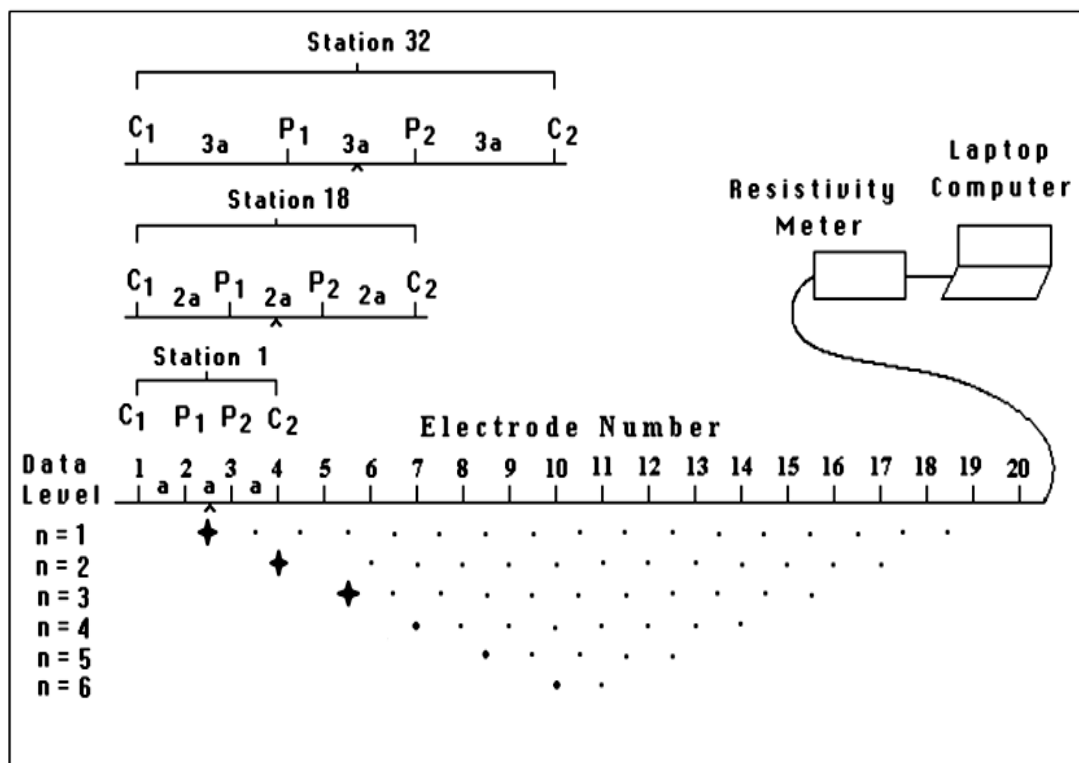 Station 32
C1 3a P1 3a P2 3a C2
Laptop Computer
Resistivity Meter
Station 18
C1 2a P1 2a P2 2a C2
Station 1
C1 P1 P2 C2
Electrode Number
Data Level
1 2 3 4 5 6 7 8 9 10 11 12 13 14 15 16 17 18 19 20
a a a
n = 1
n = 2
n = 3
n = 4
n = 5
n = 6